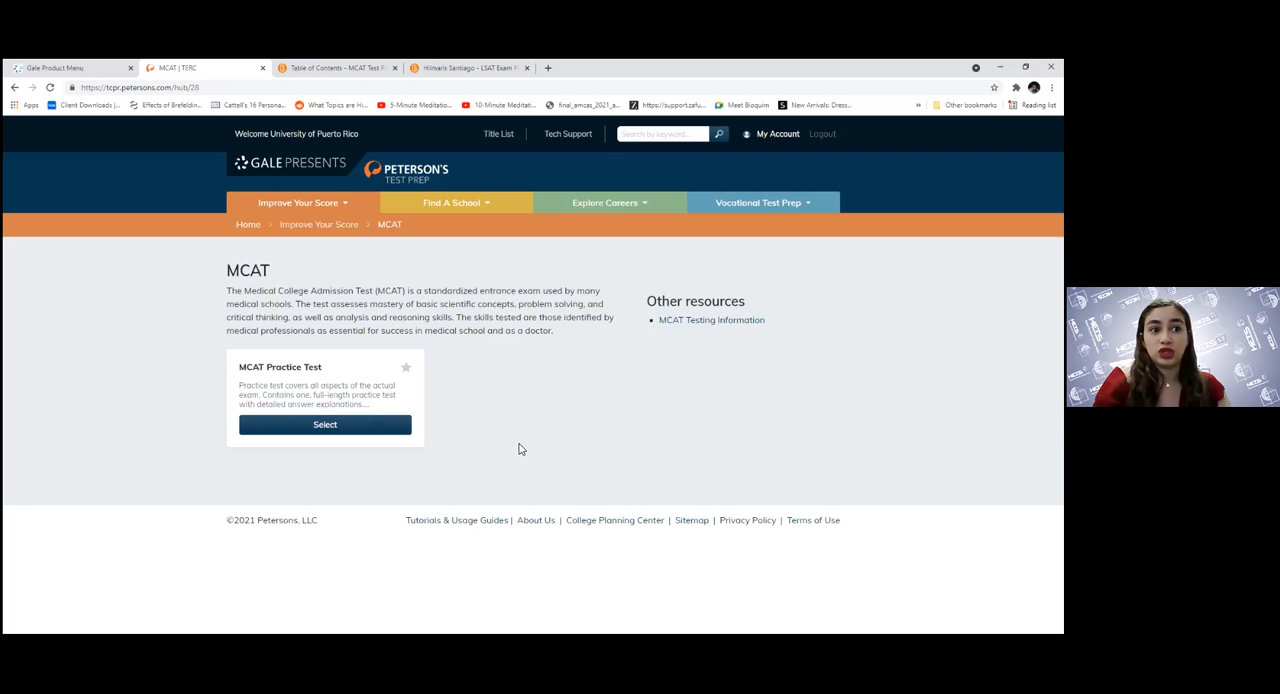 Gale Product Menu
MCAT | TERC
Table of Contents - MCAT Test P
Hilmaris Santiago - LSAT Exam P
https://tcpr.petersons.com/hub/28
Apps
Client Downloads |...
Effects of Brefeldin...
Cattell's 16 Persona...
What Topics are Hi...
5-Minute Meditatio...
10-Minute Meditati...
final_amcas_2021_a...
https://support.zafu...
Meet Bioquim
New Arrivals: Dress...
»
Other bookmarks
Reading list
Welcome University of Puerto Rico
Title List
Tech Support
Search by keyword...
My Account
Logout
GALE PRESENTS
PETERSON'S
TEST PREP
Improve Your Score
Find A School
Explore Careers
Vocational Test Prep
Home > Improve Your Score > MCAT
MCAT
The Medical College Admission Test (MCAT) is a standardized entrance exam used by many
medical schools. The test assesses mastery of basic scientific concepts, problem solving, and
critical thinking, as well as analysis and reasoning skills. The skills tested are those identified by
medical professionals as essential for success in medical school and as a doctor.
Other resources
MCAT Testing Information
MCAT Practice Test
Practice test covers all aspects of the actual
exam. Contains one, full-length practice test
with detailed answer explanations....
Select
©2021 Petersons, LLC
Tutorials & Usage Guides | About Us | College Planning Center | Sitemap | Privacy Policy | Terms of Use